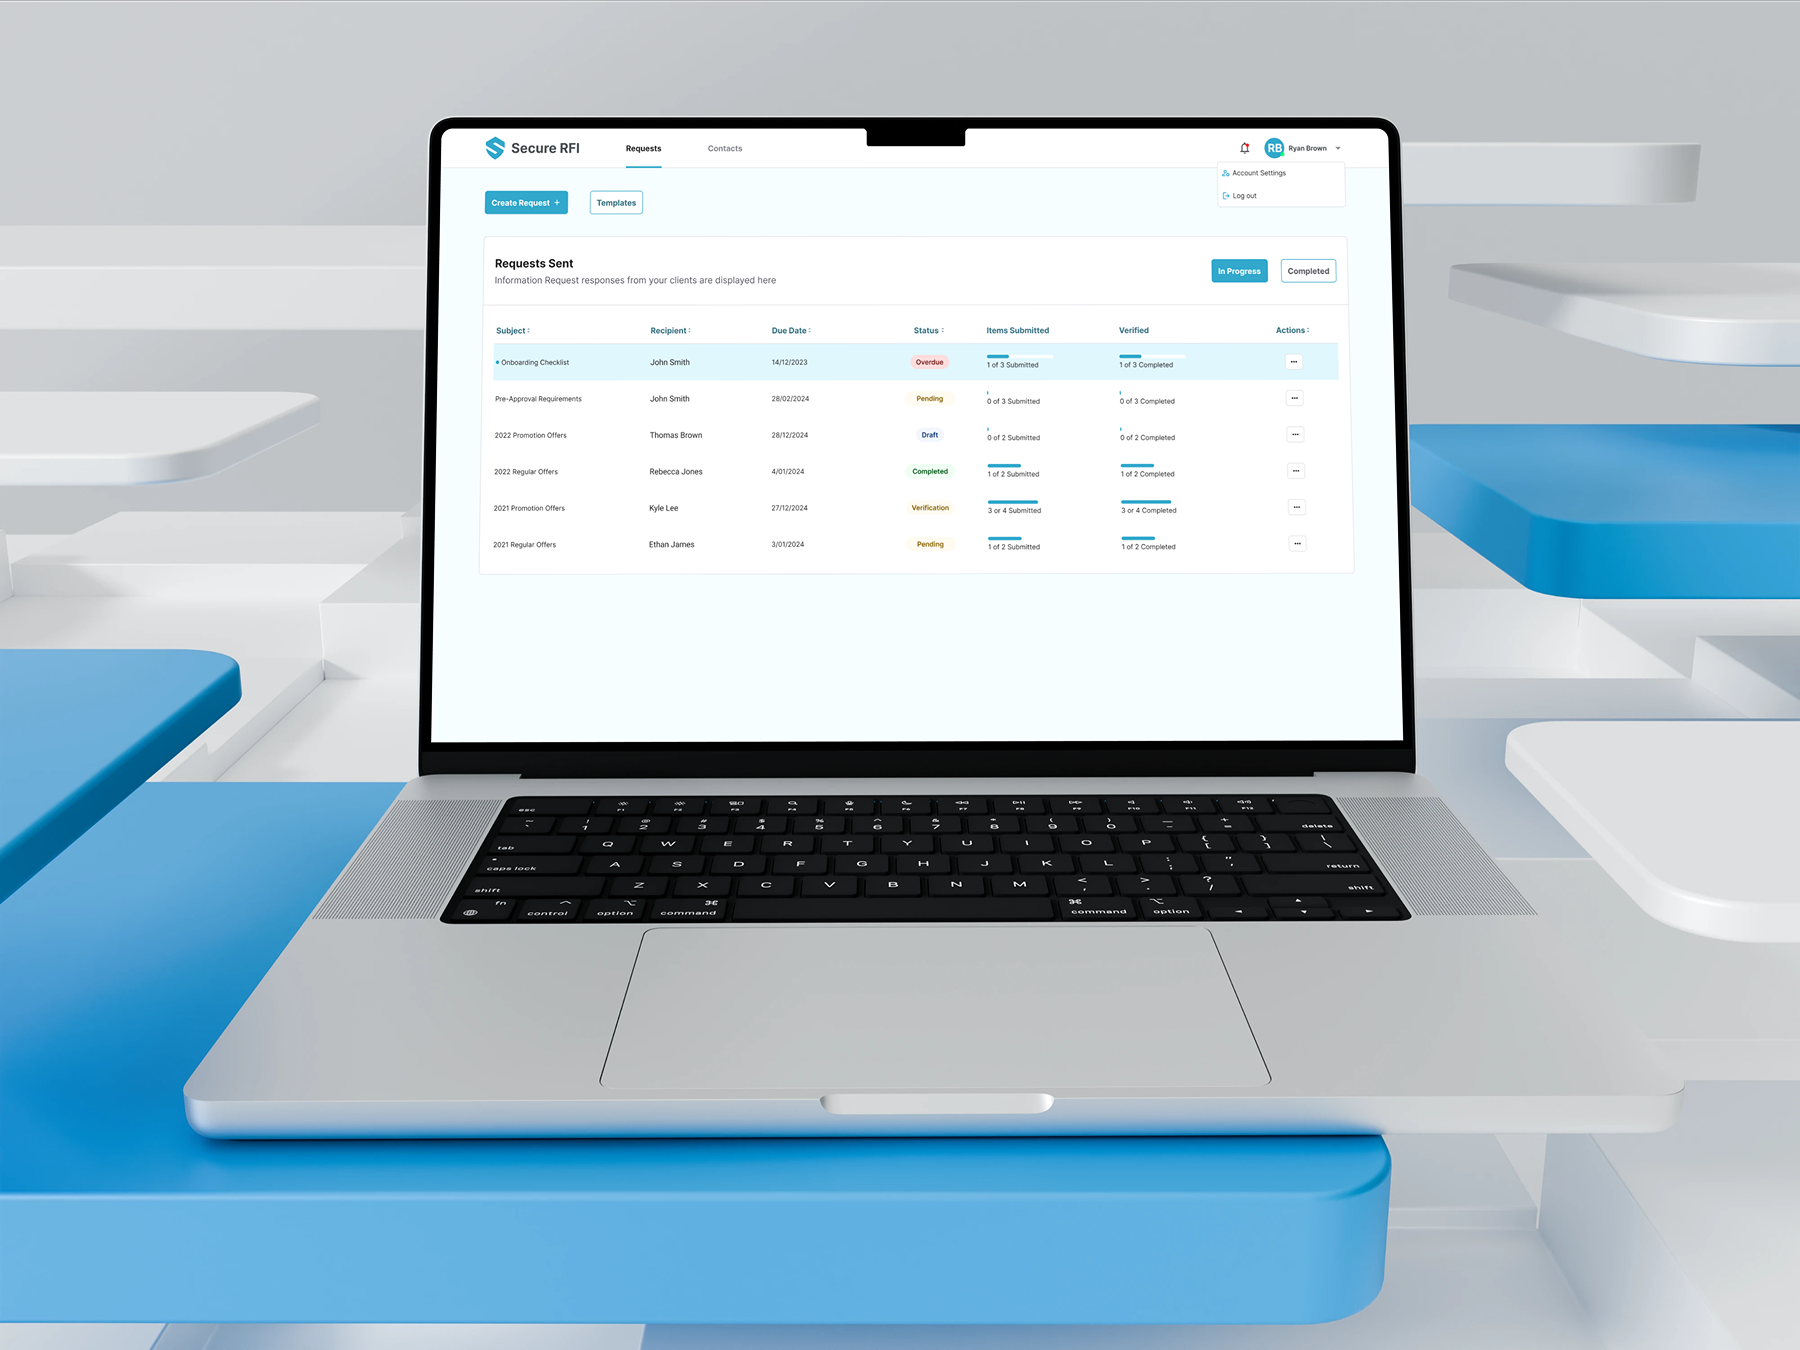 Secure RFI
Requests
Contacts
RB
Ryan Brown
Account Settings
Log out
Create Request +
Templates
Requests Sent
Information Request responses from your clients are displayed here
In Progress
Completed
Subject Recipient Due Date Status Items Submitted Verified Actions
Onboarding Checklist John Smith 14/12/2023 Overdue 1 of 3 Submitted 1 of 3 Completed
Pre-Approval Requirements John Smith 28/02/2024 Pending 0 of 3 Submitted 0 of 3 Completed
2022 Promotion Offers Thomas Brown 28/12/2024 Draft 0 of 2 Submitted 0 of 2 Completed
2022 Regular Offers Rebecca Jones 4/01/2024 Completed 1 of 2 Submitted 1 of 2 Completed
2021 Promotion Offers Kyle Lee 27/12/2024 Verification 3 or 4 Submitted 3 or 4 Completed
2021 Regular Offers Ethan James 3/01/2024 Pending 1 of 2 Submitted 1 of 2 Completed
esc F1 F2 F3 F4 F5 F6 F7 F8 F9 F10 F11 F12
~ ! @ # $ % ^ & * ( ) _ +
` 1 2 3 4 5 6 7 8 9 0 - = delete
tab Q W E R T Y U I O P { [ } ] | \
caps lock A S D F G H J K L : ; " ' return
shift Z X C V B N M < , > . ? / shift
fn control option command command option